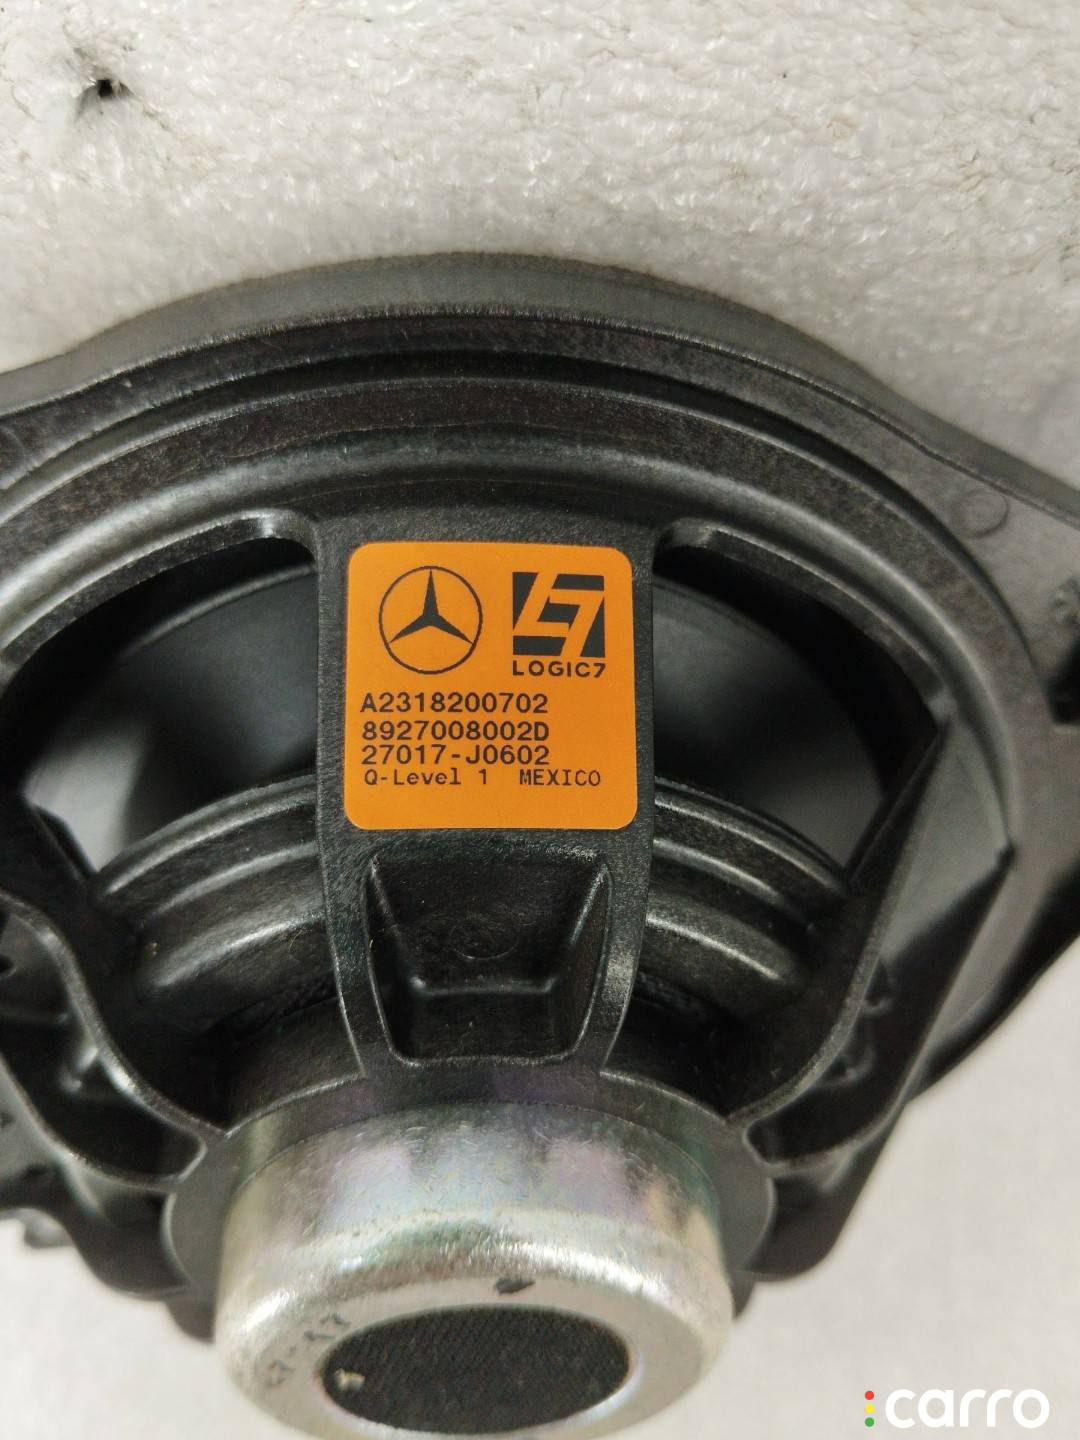 LOGIC7
A2318200702
8927008002D
27017-J0602
Q-Level 1 MEXICO
carro